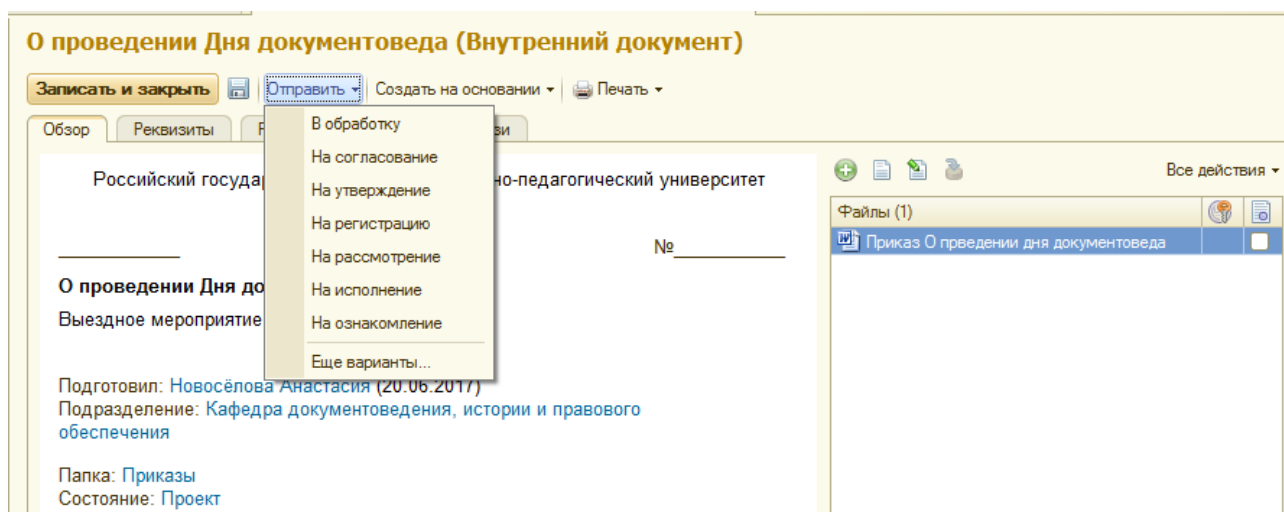 О проведении Дня документоведа (Внутренний документ)
Записать и закрыть Отправить Создать на основании Печать
Обзор Реквизиты зи
В обработку
На согласование
На утверждение
На регистрацию
На рассмотрение
На исполнение
На ознакомление
Еще варианты...
Российский госуда но-педагогический университет
№
О проведении Дня до
Выездное мероприятие
Подготовил: Новосёлова Анастасия (20.06.2017)
Подразделение: Кафедра документоведения, истории и правового
обеспечения
Папка: Приказы
Состояние: Проект
Все действия
Файлы (1)
Приказ О прведении дня документоведа